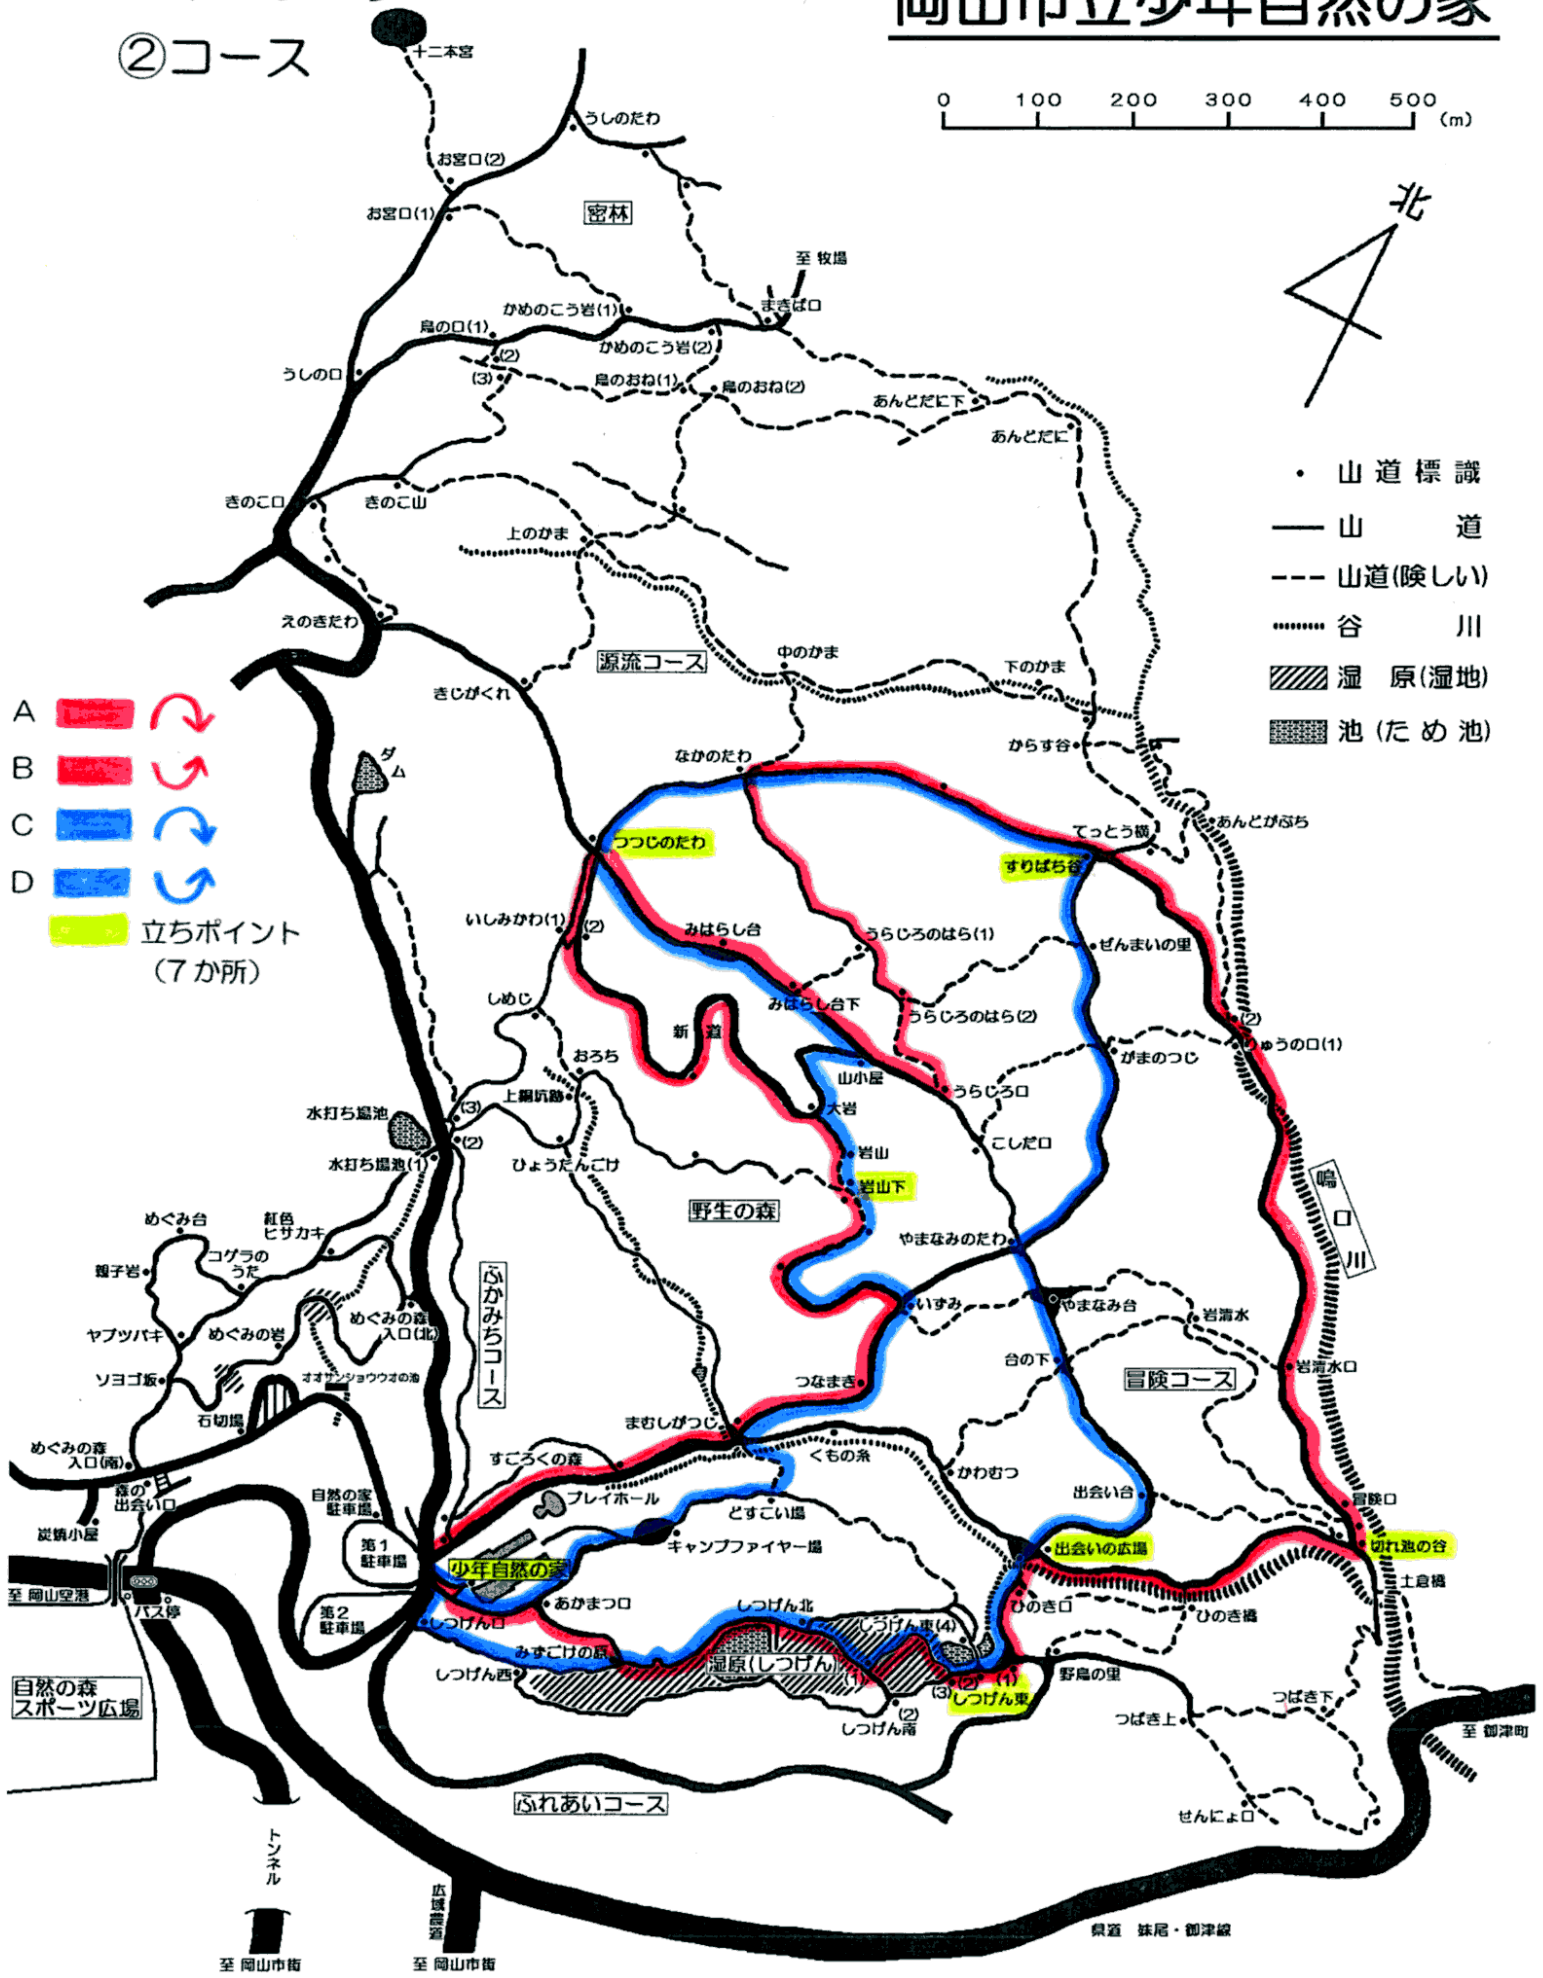 岡山市立少年自然の家
②コース
0 100 200 300 400 500 (m)
北
十二本宮
うしのたわ
お宮口(2)
お宮口(1)
密林
至 牧場
まきば口
かめのこう岩(1)
鳥の口(1)
(2)
かめのこう岩(2)
(3)
鳥のおね(1)
鳥のおね(2)
うしの口
あんどだに下
あんどだに
きのこ口
きのこ山
上のかま
えのきたわ
源流コース
中のかま
下のかま
きじがくれ
からす谷
なかのたわ
・ 山道標識
山道
山道(険しい)
谷川
湿原(湿地)
池(ため池)
A
B
C
D
立ちポイント
(7か所)
ダム
つつじのたわ
てっとう横
あんどがぶち
すりばち谷
いしみかわ(1)
(2)
みはらし台
うらじろのはら(1)
ぜんまいの里
しめじ
新道
みはらし台下
うらじろのはら(2)
(2)
りゅうの口(1)
おろち
がまのつじ
山小屋
うらじろ口
上銅坑跡
大岩
水打ち場池
(3)
(2)
水打ち場池(1)
ひょうたんごけ
岩山
こしだ口
岩山下
野生の森
鳴口川
めぐみ台
紅色
ヒサカキ
コゲラの
うた
親子岩
やまなみのたわ
ふかみちコース
やまなみ台
岩清水
いずみ
ヤブツバキ
めぐみの岩
めぐみの森
入口(北)
ソヨゴ坂
オオサンショウウオの池
台の下
冒険コース
岩清水口
つなまき
石切場
まむしがつじ
めぐみの森
入口(南)
すごろくの森
くもの糸
かわむつ
森の
出会い口
自然の家
駐車場
プレイホール
どすこい場
出会い台
冒険口
炭焼小屋
第1
駐車場
キャンプファイヤー場
出会いの広場
切れ池の谷
少年自然の家
至 岡山空港
バス停
土倉橋
第2
駐車場
しつげん口
あかまつ口
しつげん北
しつげん東(4)
ひのき口
ひのき橋
みずごけの原
しつげん西
湿原(しつげん)
(1)
(3)
(2)
(1)
しつげん東
野鳥の里
自然の森
スポーツ広場
(2)
しつげん南
つばき上
つばき下
至 御津町
ふれあいコース
せんにょ口
トンネル
広域農道
県道 妹尾・御津線
至 岡山市街
至 岡山市街